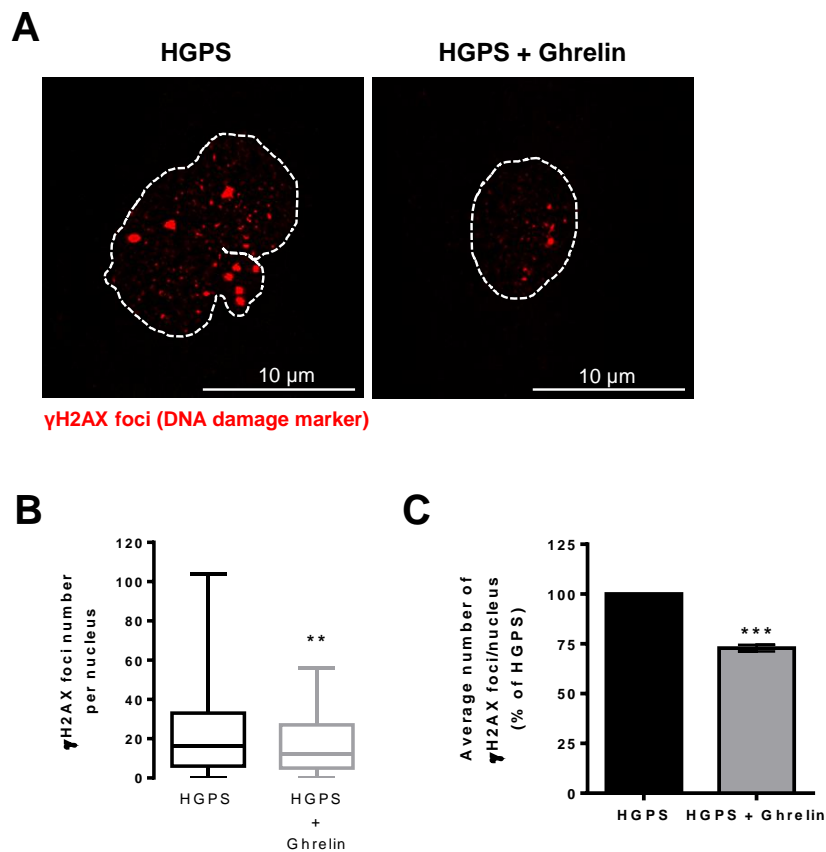 A
HGPS
HGPS + Ghrelin
10 µm
10 µm
γH2AX foci (DNA damage marker)
B
γH2AX foci number
per nucleus
120
100
80
60
40
20
0
**
HGPS
HGPS
+
Ghrelin
C
Average number of
γH2AX foci/nucleus
(% of HGPS)
125
100
75
50
25
0
***
HGPS
HGPS + Ghrelin